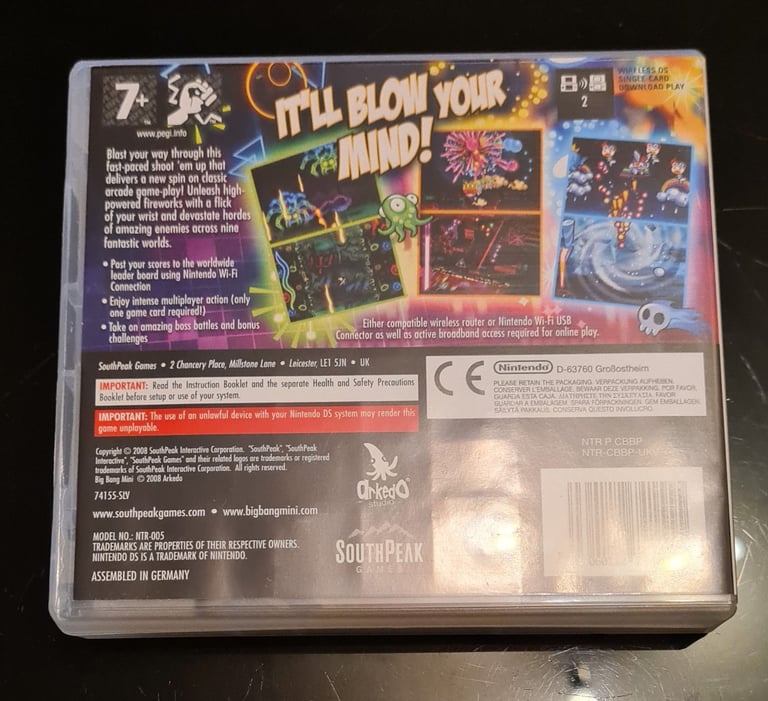 7+
www.pegi.info
IT'LL BLOW YOUR
MIND!
2
WIRELESS DS
SINGLE-CARD
DOWNLOAD PLAY
Blast your way through this
fast-paced shoot 'em up that
delivers a new spin on classic
arcade game-play! Unleash high-
powered fireworks with a flick
of your wrist and devastate hordes
of amazing enemies across nine
fantastic worlds.
• Post your scores to the worldwide
leader board using Nintendo Wi-Fi
Connection
• Enjoy intense multiplayer action (only
one game card required!)
• Take on amazing boss battles and bonus
challenges
Either compatible wireless router or Nintendo Wi-Fi USB
Connector as well as active broadband access required for online play.
SouthPeak Games • 2 Chancery Place, Millstone Lane • Leicester, LE1 5JN • UK
IMPORTANT: Read the Instruction Booklet and the separate Health and Safety Precautions
Booklet before setup or use of your system.
IMPORTANT: The use of an unlawful device with your Nintendo DS system may render this
game unplayable.
CE
Nintendo D-63760 Großostheim
PLEASE RETAIN THE PACKAGING. VERPACKUNG AUFHEBEN.
CONSERVER L'EMBALLAGE. BEWAAR DEZE VERPAKKING. POR FAVOR,
GUARDA ESTA CAJA. ΔΙΑΤΗΡΗΣΤΕ ΤΗΝ ΣΥΣΚΕΥΑΣΙΑ. FAVOR
GUARDAR A EMBALAGEM. SPARA FÖRPACKNINGEN. GEM EMBALLAGEN.
SÄILYTÄ PAKKAUS. CONSERVA QUESTO INVOLUCRO.
Copyright © 2008 SouthPeak Interactive Corporation. "SouthPeak", "SouthPeak
Interactive", "SouthPeak Games" and their related logos are trademarks or registered
trademarks of SouthPeak Interactive Corporation. All rights reserved.
Big Bang Mini © 2008 Arkedo
74155-SLV
www.southpeakgames.com • www.bigbangmini.com
MODEL NO.: NTR-005
TRADEMARKS ARE PROPERTIES OF THEIR RESPECTIVE OWNERS.
NINTENDO DS IS A TRADEMARK OF NINTENDO.
ASSEMBLED IN GERMANY
arkedo
studio
SOUTHPEAK
GAMES
NTR P CBBP
NTR-CBBP-UKV